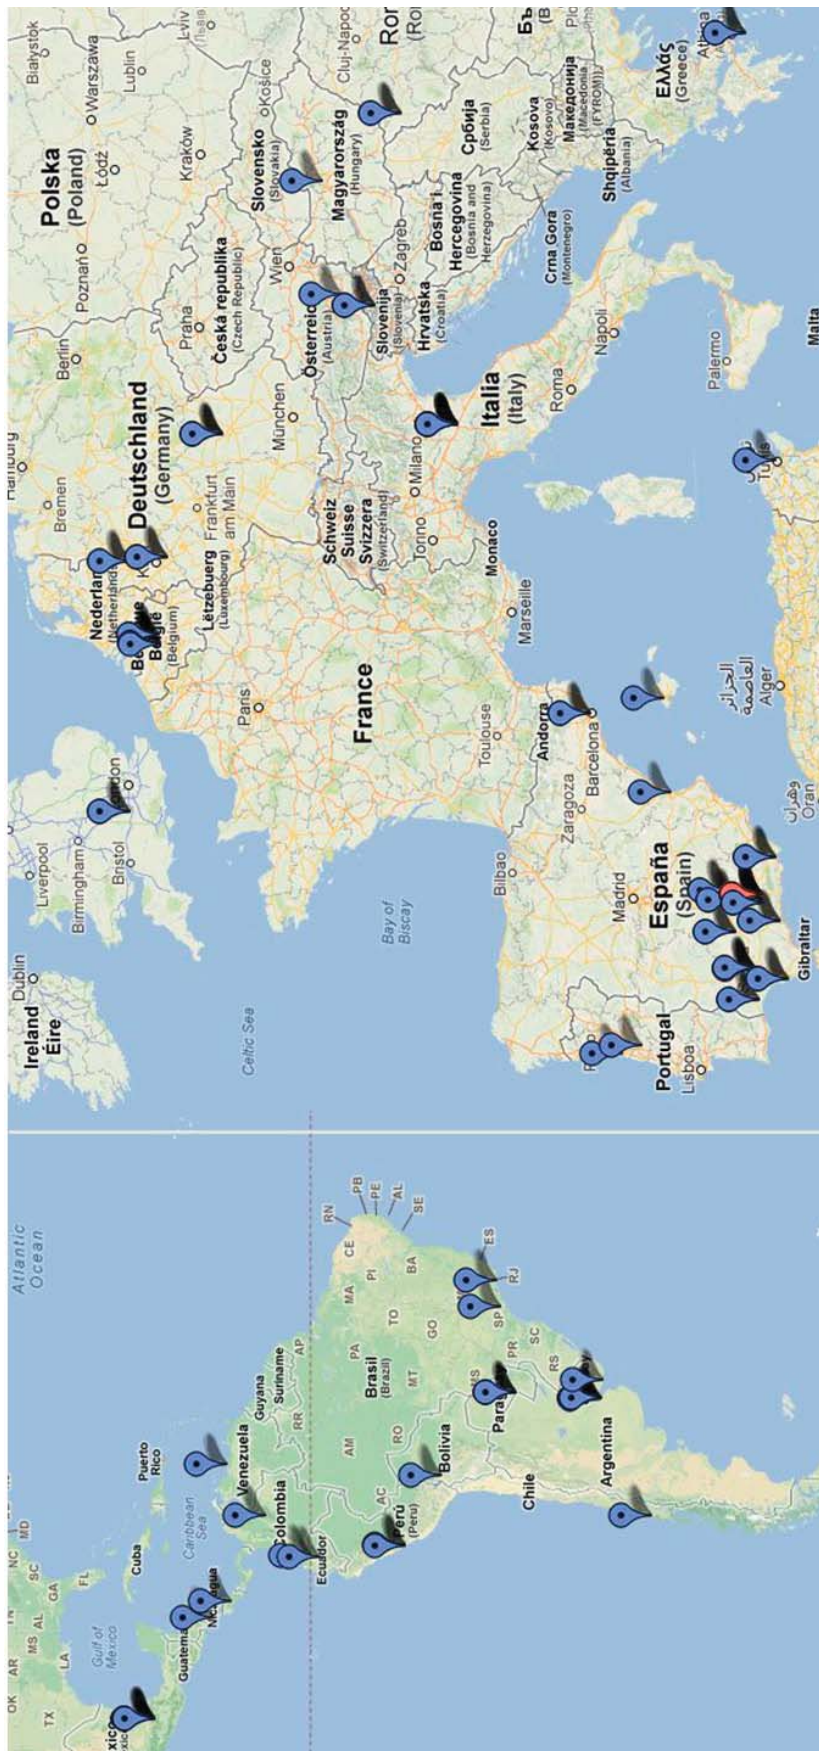 Atlantic
Ocean
OK
AR
TN
NC
MD
MS
AL
SC
GA
TX
LA
FL
Gulf of
Mexico
Cuba
Puerto
Rico
Caribbean
Sea
Guatema
Nic
agua
Venezuela
Guyana
Suriname
Colombia
Ecuador
RR
AP
AM
PA
MA
CE
RN
PB
PE
AL
SE
PI
TO
BA
AC
RO
MT
GO
Brasil
(Brazil)
Perú
(Peru)
Bolivia
MS
ES
RJ
SP
PR
SC
RS
Para
Chile
Argentina
Ireland
Éire
Dublin
Liverpool
Birmingham
Bristol
Celtic Sea
Hamburg
Bremen
Berlin
Poznań
Białystok
Warszawa
Łódź
Lublin
Polska
(Poland)
Kraków
Nederlan
(Netherlands)
België
(Belgium)
Deutschland
(Germany)
Frankfurt
am Main
Lëtzebuerg
(Luxembourg)
Praha
Česká republika
(Czech Republic)
Slovensko
(Slovakia)
Košice
Wien
München
Österreic
(Austria)
Magyarország
(Hungary)
Cluj-Napoc
Paris
France
Schweiz
Suisse
Svizzera
(Switzerland)
Slovenija
(Slovenia)
Zagreb
Hrvatska
(Croatia)
Bosna i
Hercegovina
(Bosnia and
Herzegovina)
Србија
(Serbia)
Bay of
Biscay
Torino
Milano
Italia
(Italy)
Crna Gora
(Montenegro)
Kosova
(Kosovo)
Македонија
(Macedonia
(FYROM))
Shqipëria
(Albania)
Ελλάς
(Greece)
Bilbao
Toulouse
Andorra
Marseille
Monaco
Roma
Napoli
Zaragoza
Barcelona
Madrid
España
(Spain)
Portugal
Lisboa
Gibraltar
Palermo
Malta
الجزائر
العاصمة
Alger
وهران
Oran